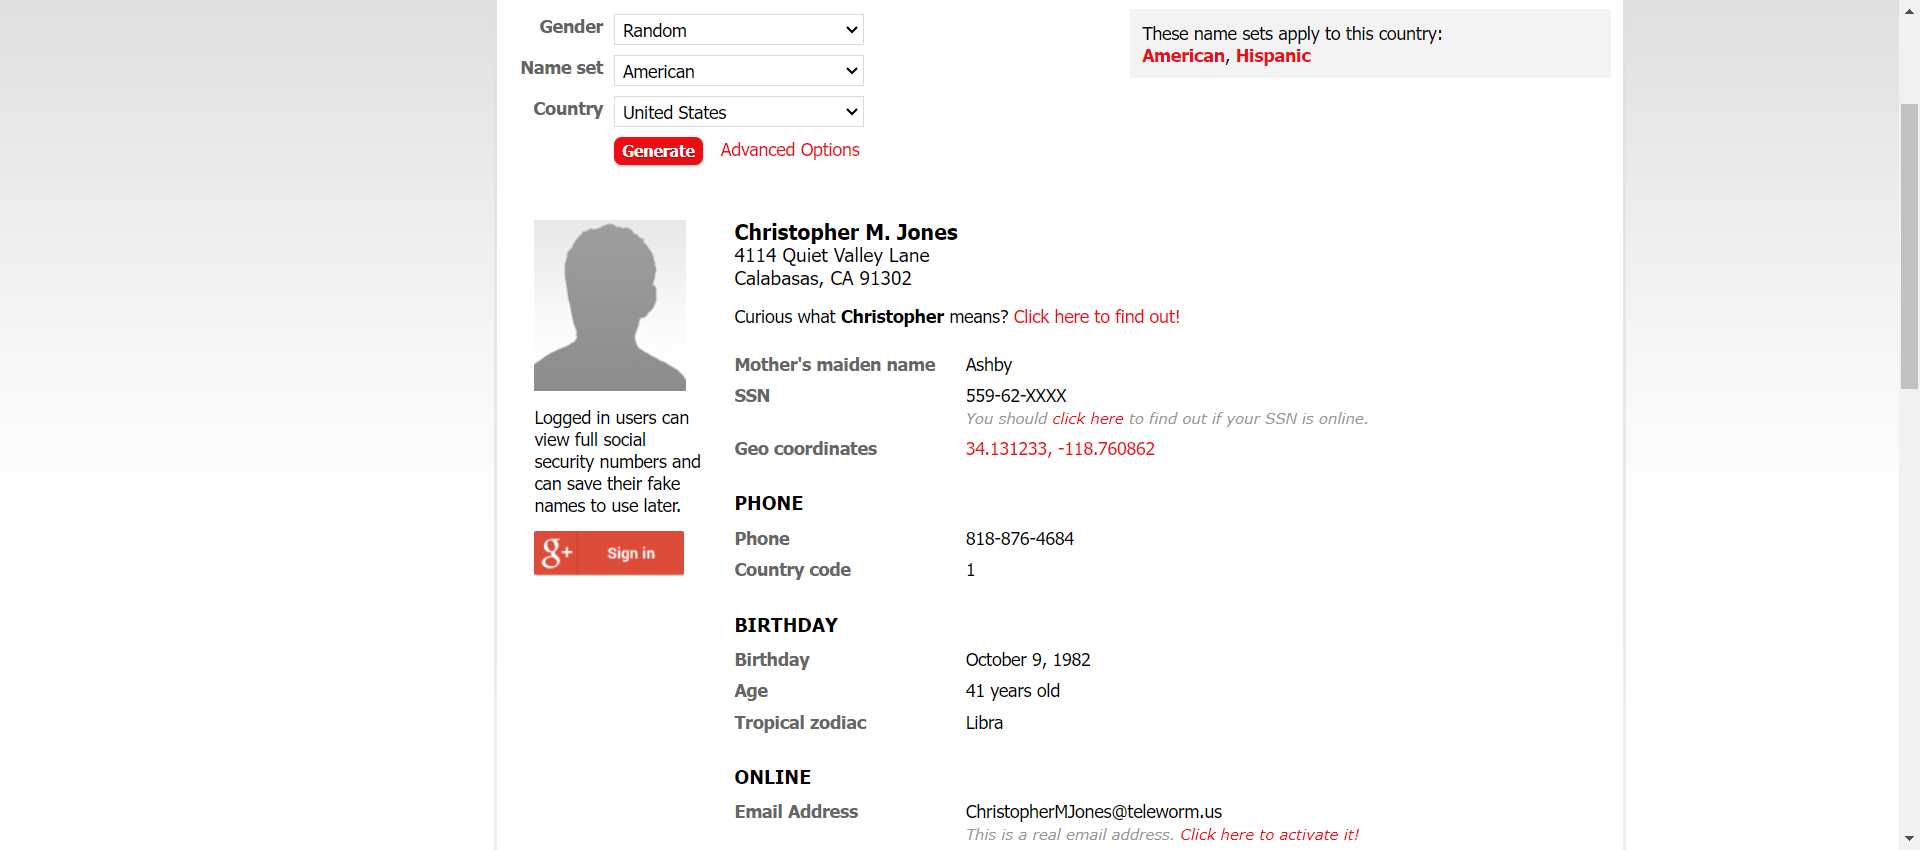 Gender Random
Name set American
Country United States
Generate Advanced Options
These name sets apply to this country:
American, Hispanic
Christopher M. Jones
4114 Quiet Valley Lane
Calabasas, CA 91302
Curious what Christopher means? Click here to find out!
Logged in users can
view full social
security numbers and
can save their fake
names to use later.
g+ Sign in
Mother's maiden name Ashby
SSN 559-62-XXXX
You should click here to find out if your SSN is online.
Geo coordinates 34.131233, -118.760862
PHONE
Phone 818-876-4684
Country code 1
BIRTHDAY
Birthday October 9, 1982
Age 41 years old
Tropical zodiac Libra
ONLINE
Email Address ChristopherMJones@teleworm.us
This is a real email address. Click here to activate it!